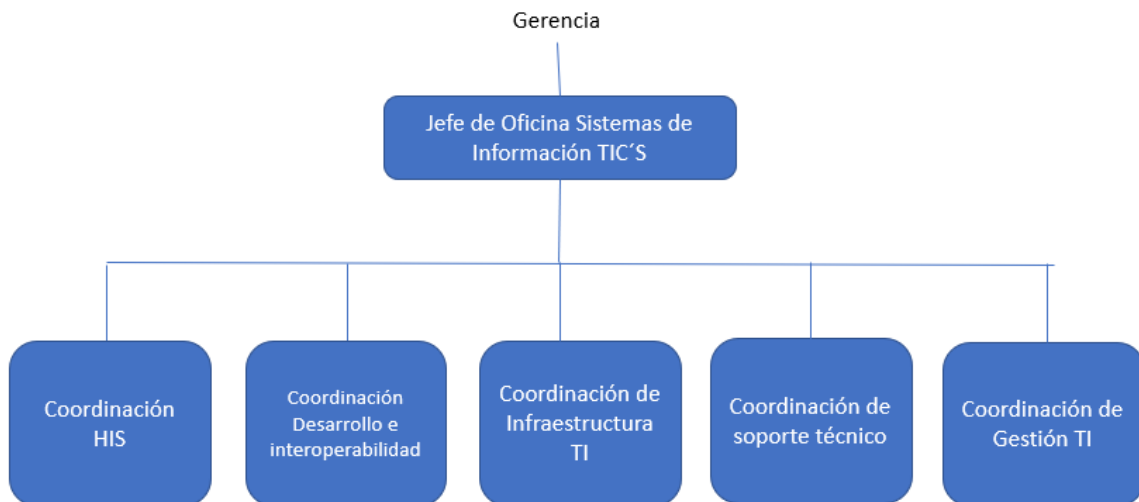 Gerencia
Jefe de Oficina Sistemas de
Información TIC´S
Coordinación
HIS
Coordinación
Desarrollo e
interoperabilidad
Coordinación de
Infraestructura
TI
Coordinación de
soporte técnico
Coordinación de
Gestión TI